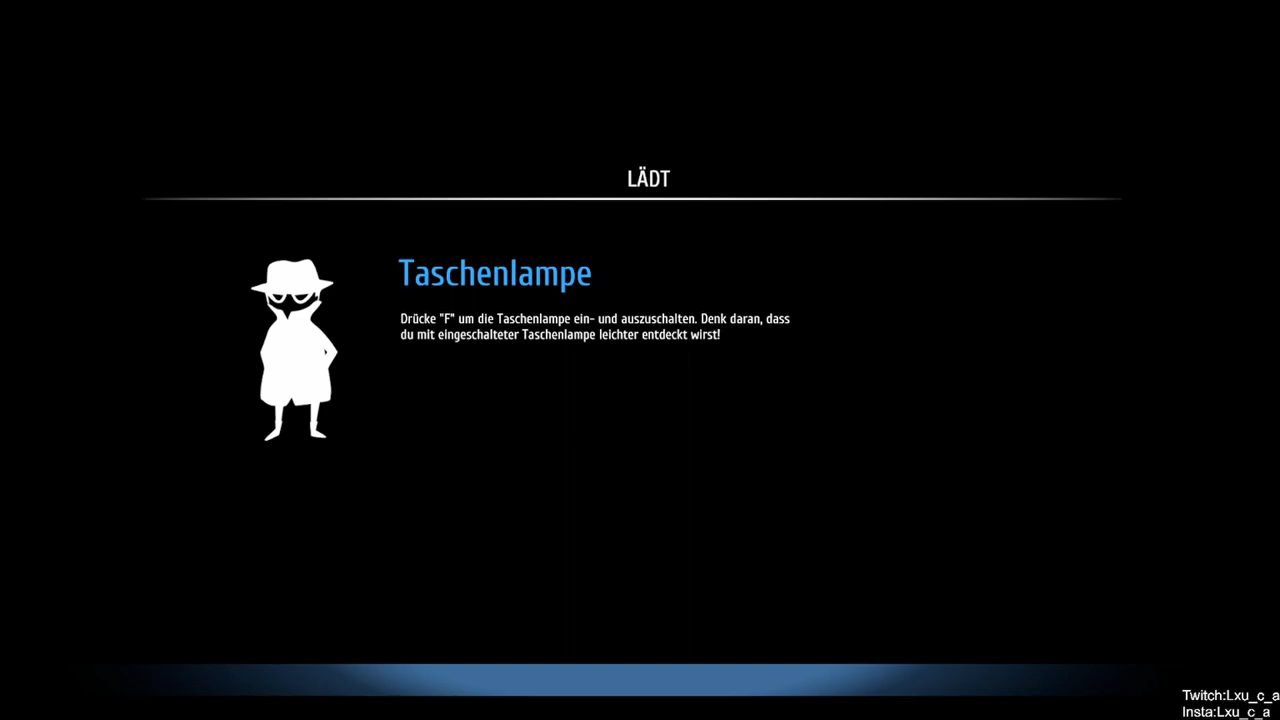 LÄDT
Taschenlampe
Drücke "F" um die Taschenlampe ein- und auszuschalten. Denk daran, dass
du mit eingeschalteter Taschenlampe leichter entdeckt wirst!
Twitch:Lxu_c_a
Insta:Lxu_c_a